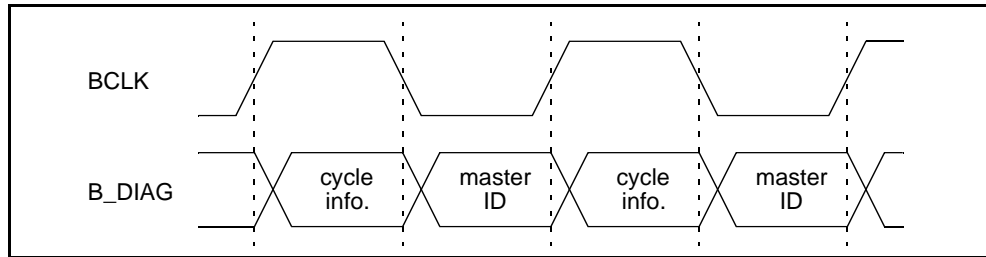 BCLK
B_DIAG
cycle
info.
master
ID
cycle
info.
master
ID